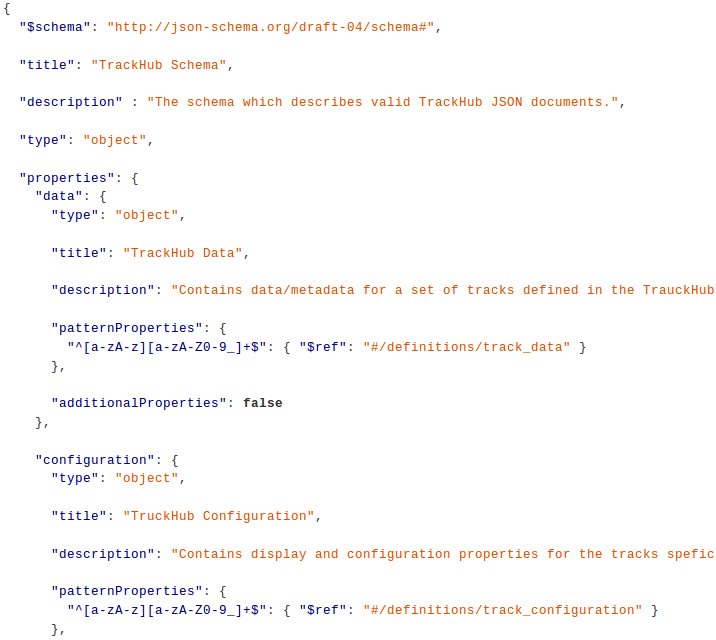 {
  "$schema": "http://json-schema.org/draft-04/schema#",
  "title": "TrackHub Schema",
  "description" : "The schema which describes valid TrackHub JSON documents.",
  "type": "object",
  "properties": {
    "data": {
      "type": "object",
      "title": "TrackHub Data",
      "description": "Contains data/metadata for a set of tracks defined in the TrauckHub
      "patternProperties": {
        "^[a-zA-z][a-zA-Z0-9_]+$": { "$ref": "#/definitions/track_data" }
      },
      "additionalProperties": false
    },
    "configuration": {
      "type": "object",
      "title": "TruckHub Configuration",
      "description": "Contains display and configuration properties for the tracks spefic
      "patternProperties": {
        "^[a-zA-z][a-zA-Z0-9_]+$": { "$ref": "#/definitions/track_configuration" }
      },